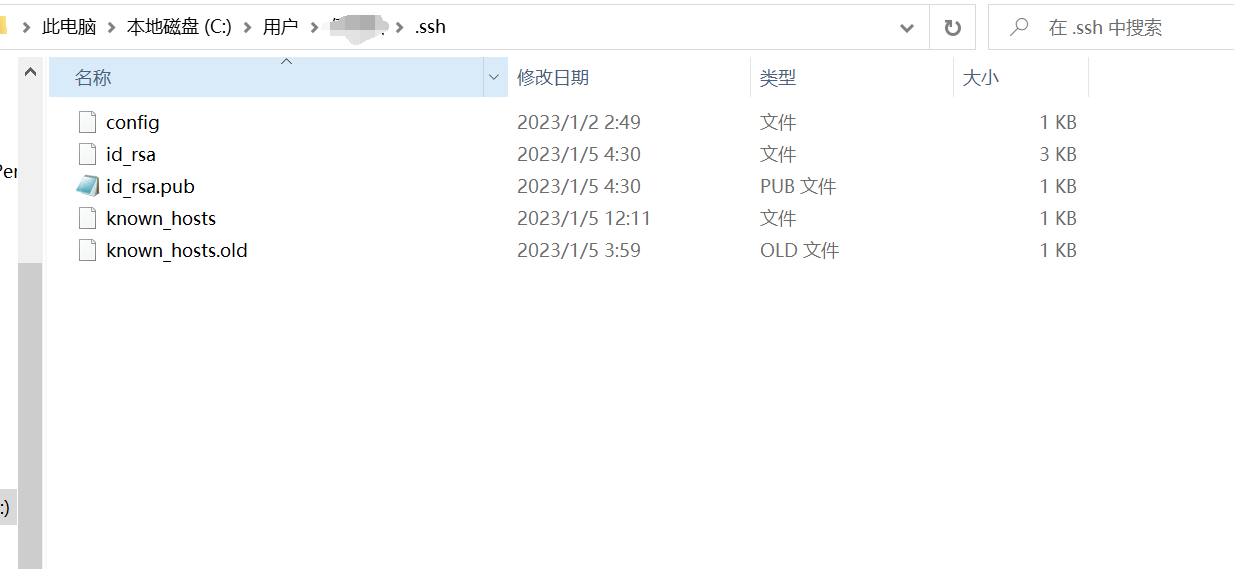 此电脑 本地磁盘 (C:) 用户 .ssh 在 .ssh 中搜索
名称 修改日期 类型 大小
config 2023/1/2 2:49 文件 1 KB
id_rsa 2023/1/5 4:30 文件 3 KB
id_rsa.pub 2023/1/5 4:30 PUB 文件 1 KB
known_hosts 2023/1/5 12:11 文件 1 KB
known_hosts.old 2023/1/5 3:59 OLD 文件 1 KB
:)